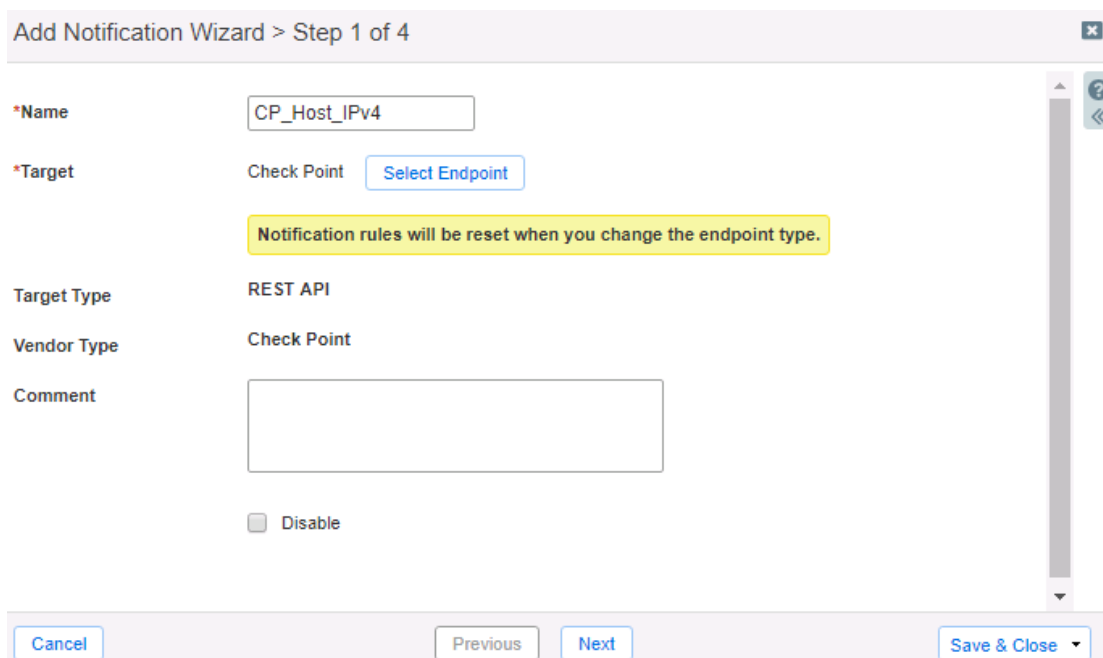 Add Notification Wizard > Step 1 of 4
*Name CP_Host_IPv4
*Target Check Point Select Endpoint
Notification rules will be reset when you change the endpoint type.
Target Type REST API
Vendor Type Check Point
Comment
Disable
Cancel Previous Next Save & Close